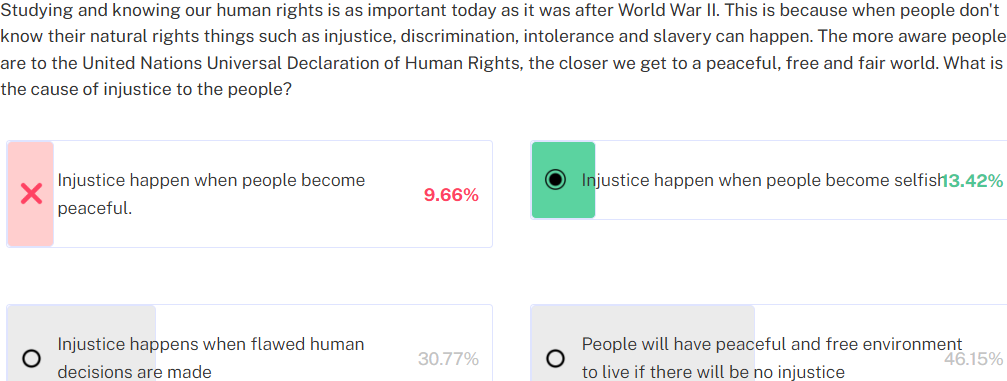 Studying and knowing our human rights is as important today as it was after World War II. This is because when people don't
know their natural rights things such as injustice, discrimination, intolerance and slavery can happen. The more aware people
are to the United Nations Universal Declaration of Human Rights, the closer we get to a peaceful, free and fair world. What is
the cause of injustice to the people?
Injustice happen when people become
peaceful.
9.66%
Injustice happen when people become selfish
13.42%
Injustice happens when flawed human
decisions are made
30.77%
People will have peaceful and free environment
to live if there will be no injustice
46.15%